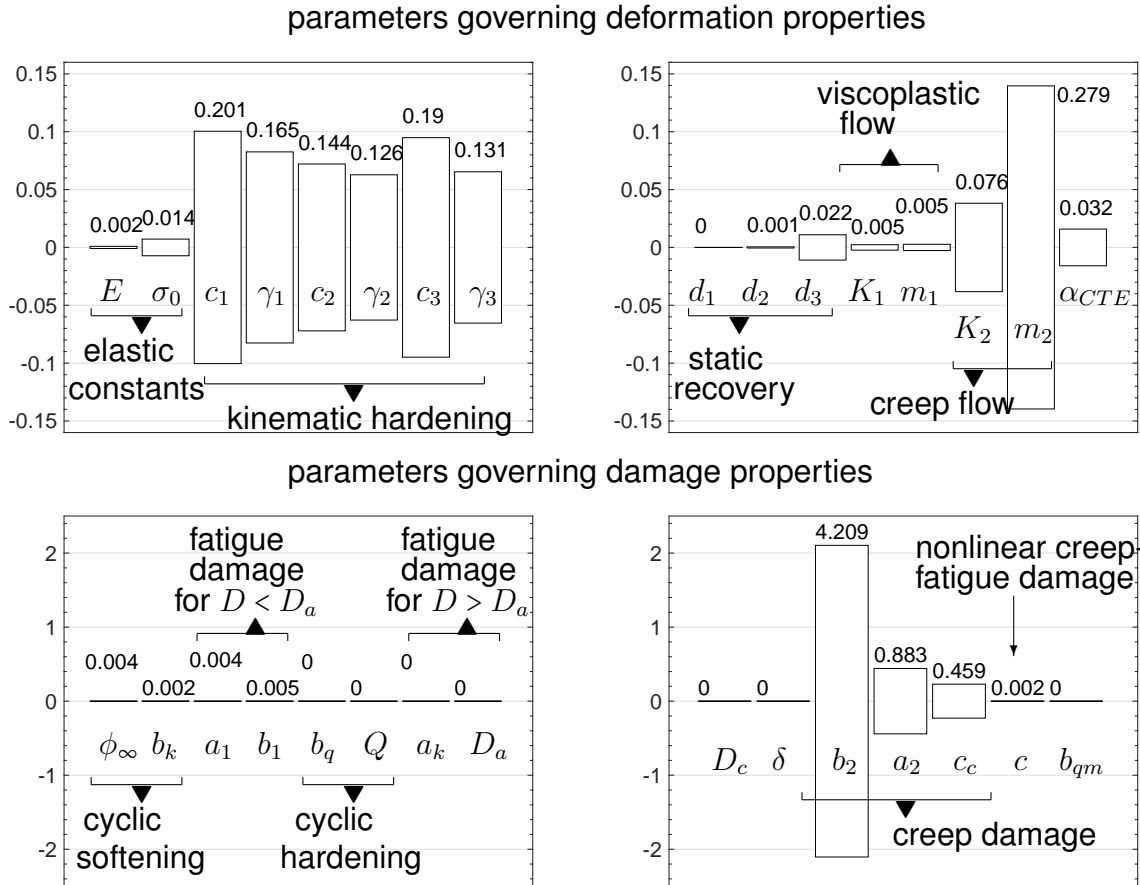 parameters governing deformation properties
0.15
0.1
0.05
0
-0.05
-0.1
-0.15
0.002
0.014
0.201
0.165
0.144
0.126
0.19
0.131
E
σ0
c1
γ1
c2
γ2
c3
γ3
elastic
constants
kinematic hardening
0.15
0.1
0.05
0
-0.05
-0.1
-0.15
viscoplastic
flow
0
0.001
0.022
0.005
0.005
0.076
0.279
0.032
d1
d2
d3
K1
m1
K2
m2
αCTE
static
recovery
creep flow
parameters governing damage properties
2
1
0
-1
-2
fatigue
damage
for D < Da
fatigue
damage
for D > Da
0.004
0.002
0.004
0.005
0
0
0
0
ϕ∞
bk
a1
b1
bq
Q
ak
Da
cyclic
softening
cyclic
hardening
2
1
0
-1
-2
nonlinear creep-
fatigue damage
0
0
4.209
0.883
0.459
0.002
0
Dc
δ
b2
a2
cc
c
bqm
creep damage